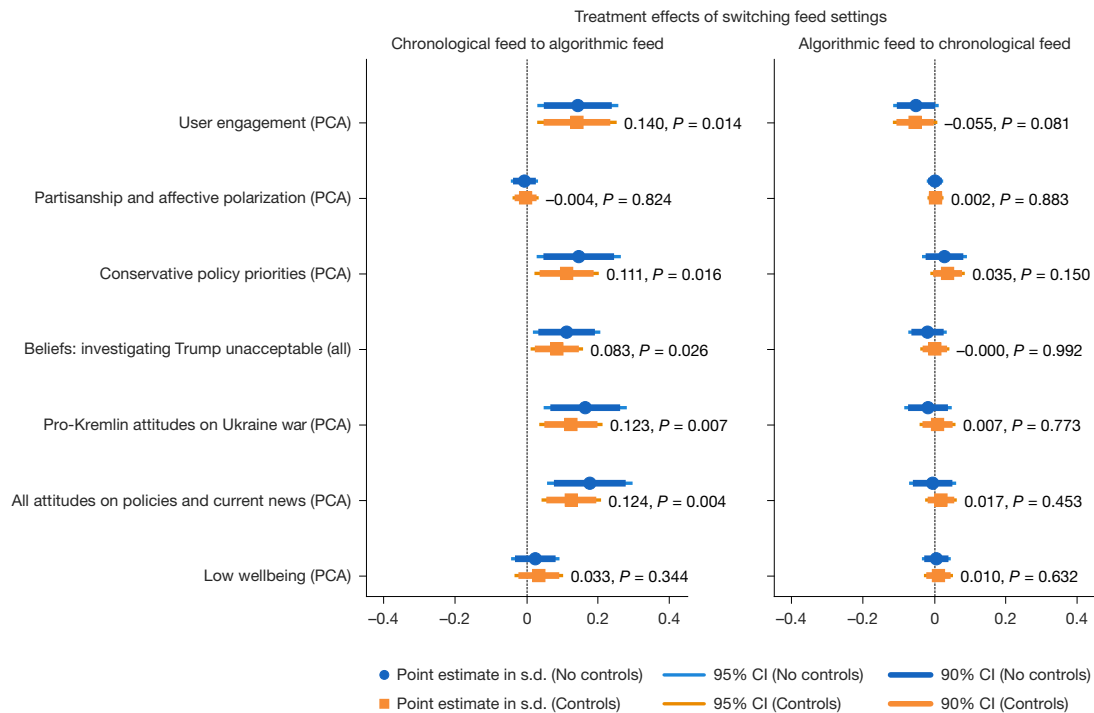 Treatment effects of switching feed settings
Chronological feed to algorithmic feed
Algorithmic feed to chronological feed
User engagement (PCA)
0.140, P = 0.014
–0.055, P = 0.081
Partisanship and affective polarization (PCA)
–0.004, P = 0.824
0.002, P = 0.883
Conservative policy priorities (PCA)
0.111, P = 0.016
0.035, P = 0.150
Beliefs: investigating Trump unacceptable (all)
0.083, P = 0.026
–0.000, P = 0.992
Pro-Kremlin attitudes on Ukraine war (PCA)
0.123, P = 0.007
0.007, P = 0.773
All attitudes on policies and current news (PCA)
0.124, P = 0.004
0.017, P = 0.453
Low wellbeing (PCA)
0.033, P = 0.344
0.010, P = 0.632
–0.4 –0.2 0 0.2 0.4
–0.4 –0.2 0 0.2 0.4
Point estimate in s.d. (No controls)
95% CI (No controls)
90% CI (No controls)
Point estimate in s.d. (Controls)
95% CI (Controls)
90% CI (Controls)